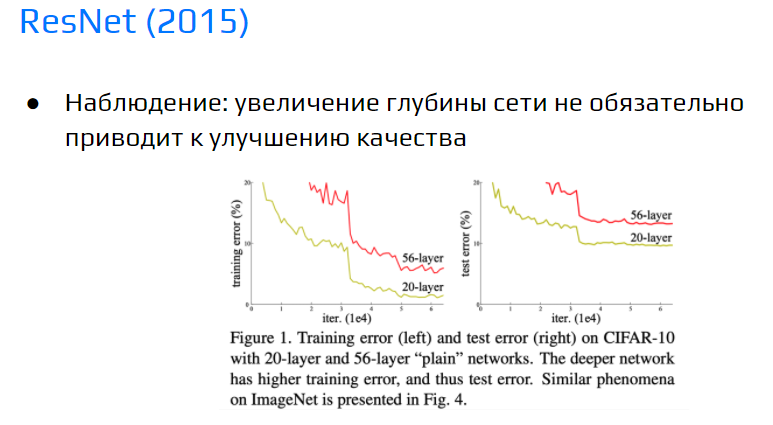 ResNet (2015)
● Наблюдение: увеличение глубины сети не обязательно
приводит к улучшению качества
20
10
0
training error (%)
56-layer
20-layer
0 1 2 3 4 5 6
iter. (1e4)
20
10
0
test error (%)
56-layer
20-layer
0 1 2 3 4 5 6
iter. (1e4)
Figure 1. Training error (left) and test error (right) on CIFAR-10
with 20-layer and 56-layer “plain” networks. The deeper network
has higher training error, and thus test error. Similar phenomena
on ImageNet is presented in Fig. 4.